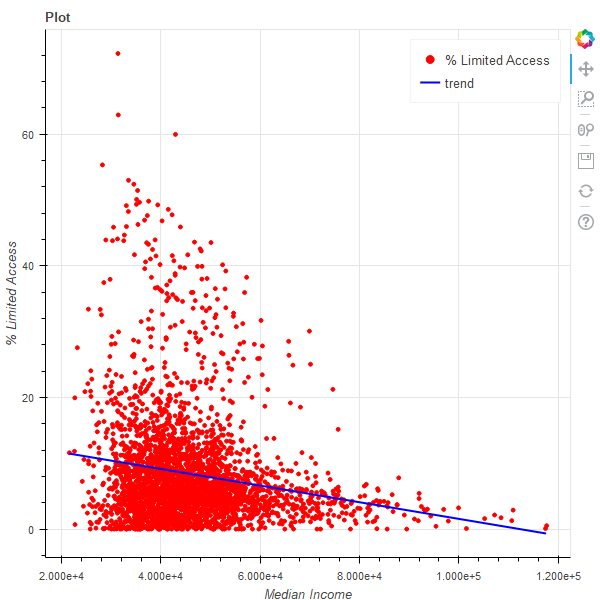 Plot
% Limited Access
trend
60
40
20
0
% Limited Access
2.000e+4 4.000e+4 6.000e+4 8.000e+4 1.000e+5 1.200e+5
Median Income